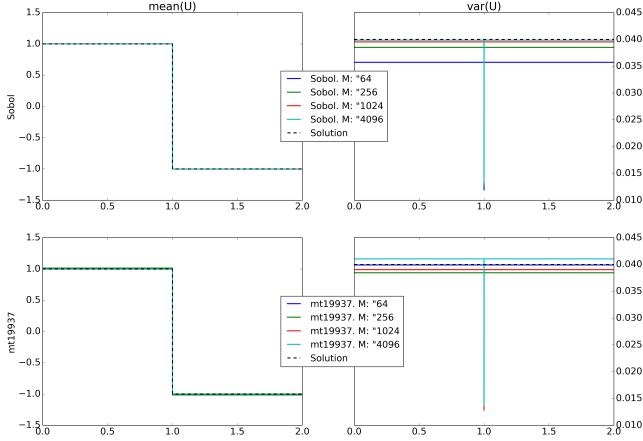 mean(U)
var(U)
1.5
1.0
0.5
0.0
−0.5
−1.0
−1.5
Sobol
0.0 0.5 1.0 1.5 2.0
Sobol. M: "64
Sobol. M: "256
Sobol. M: "1024
Sobol. M: "4096
Solution
0.045
0.040
0.035
0.030
0.025
0.020
0.015
0.010
0.0 0.5 1.0 1.5 2.0
1.5
1.0
0.5
0.0
−0.5
−1.0
−1.5
mt19937
0.0 0.5 1.0 1.5 2.0
mt19937. M: "64
mt19937. M: "256
mt19937. M: "1024
mt19937. M: "4096
Solution
0.045
0.040
0.035
0.030
0.025
0.020
0.015
0.010
0.0 0.5 1.0 1.5 2.0